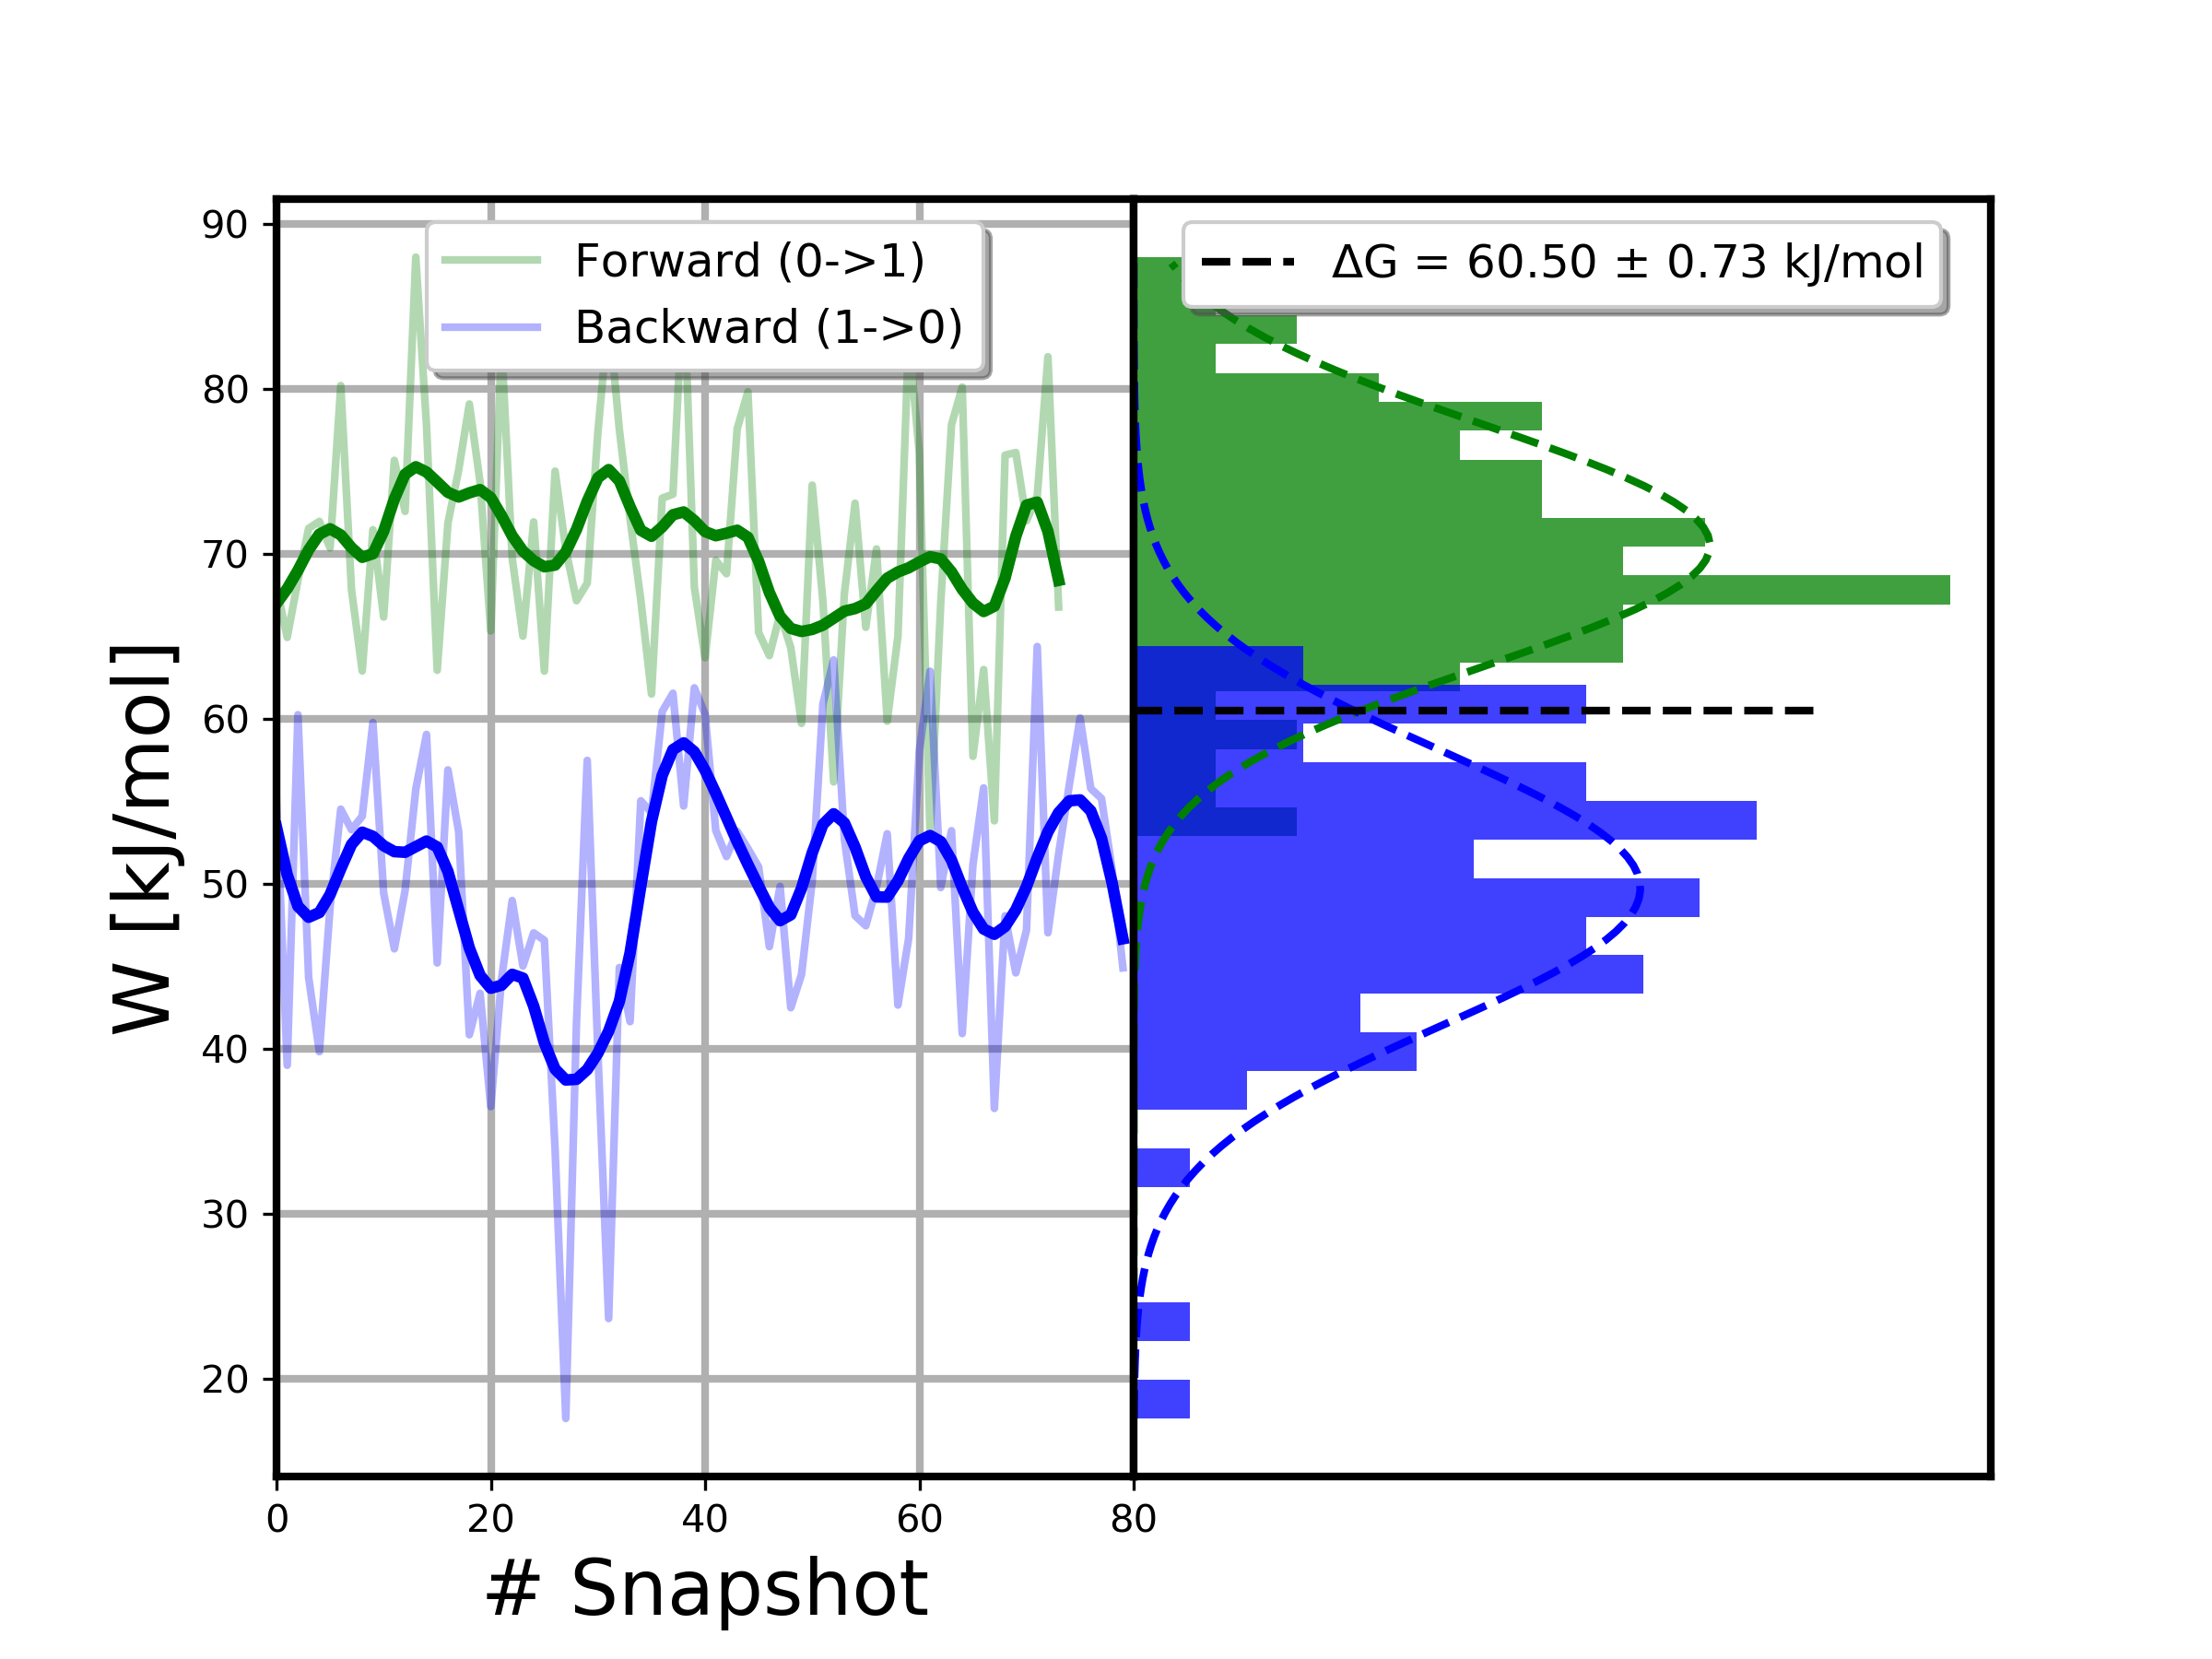 W [kJ/mol]
90
80
70
60
50
40
30
20
Forward (0->1)
Backward (1->0)
ΔG = 60.50 ± 0.73 kJ/mol
0 20 40 60 80
# Snapshot